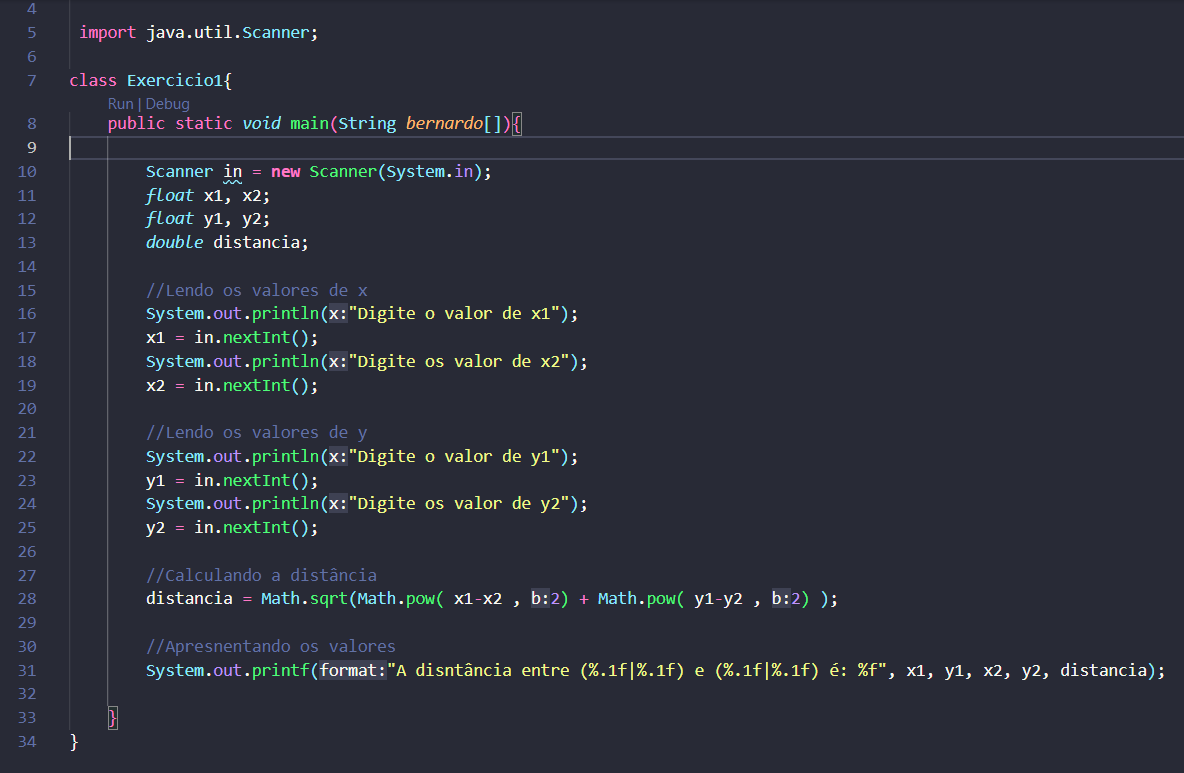 4
5 import java.util.Scanner;
6
7 class Exercicio1{
Run | Debug
8 public static void main(String bernardo[]){
9
10 Scanner in = new Scanner(System.in);
11 float x1, x2;
12 float y1, y2;
13 double distancia;
14
15 //Lendo os valores de x
16 System.out.println(x:"Digite o valor de x1");
17 x1 = in.nextInt();
18 System.out.println(x:"Digite os valor de x2");
19 x2 = in.nextInt();
20
21 //Lendo os valores de y
22 System.out.println(x:"Digite o valor de y1");
23 y1 = in.nextInt();
24 System.out.println(x:"Digite os valor de y2");
25 y2 = in.nextInt();
26
27 //Calculando a distância
28 distancia = Math.sqrt(Math.pow( x1-x2 , b:2) + Math.pow( y1-y2 , b:2) );
29
30 //Apresnentando os valores
31 System.out.printf(format:"A disntância entre (%.1f|%.1f) e (%.1f|%.1f) é: %f", x1, y1, x2, y2, distancia);
32
33 }
34 }